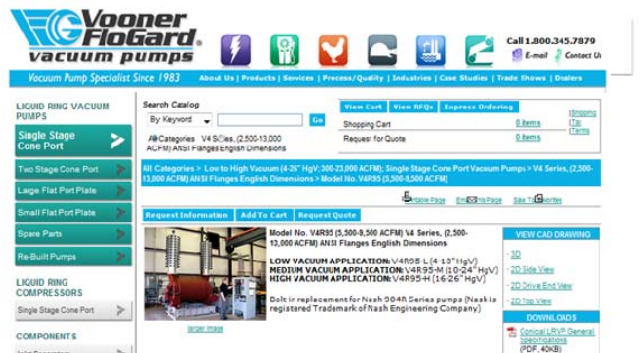 Vooner
FloGard.
vacuum pumps
Call 1.800.345.7879
E-mail Contact U
Vacuum Pump Specialist Since 1983
About Us | Products | Services | Process/Quality | Industries | Case Studies | Trade Shows | Dealers
LIQUID RING VACUUM
PUMPS
Single Stage
Cone Port
Two Stage Cone Port
Large Flat Port Plate
Small Flat Port Plate
Spare Parts
Re-Built Pumps
LIQUID RING
COMPRESSORS
Single Stage Cone Port
COMPONENTS
Search Catalog
By Keyword
Go
All Categories V4 Series, (2,500-13,000
ACFM) ANSI Flanges English Dimensions
View Cart View RFQs Express Ordering
Shopping Cart 0 items
Request for Quote 0 items
Shipping
Tax
Terms
All Categories > Low to High Vacuum (4-26" HgV; 300-23,000 ACFM); Single Stage Cone Port Vacuum Pumps > V4 Series, (2,500-
13,000 ACFM) ANSI Flanges English Dimensions > Model No. V4R95 (5,500-9,500 ACFM)
Printable Page Email This Page Save To Favorites
Request Information Add To Cart Request Quote
larger image
Model No. V4R95 (5,500-9,500 ACFM) V4 Series, (2,500-
13,000 ACFM) ANSI Flanges English Dimensions
LOW VACUUM APPLICATION: V4R95-L (4-13" HgV)
MEDIUM VACUUM APPLICATION: V4R95-M (10-24" HgV)
HIGH VACUUM APPLICATION: V4R95-H (16-26" HgV)
Bolt in replacement for Nash 904R Series pumps (Nash is
registered Trademark of Nash Engineering Company)
VIEW CAD DRAWING
3D
2D Side View
2D Drive End View
2D Top View
DOWNLOADS
Conical LRVP General
Specifications
(PDF, 40KB)